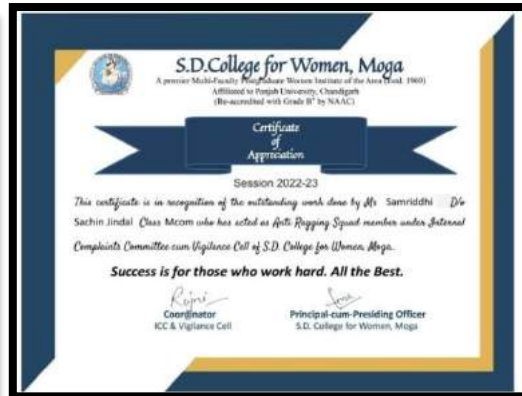 S.D.College for Women, Moga
A premier Multi-Faculty Postgraduate Women Institute of the Area (Estd. 1960)
Affiliated to Panjab University, Chandigarh
(Re-accredited with Grade B+ by NAAC)
Certificate
of
Appreciation
Session 2022-23
This certificate is in recognition of the outstanding work done by Ms Samriddhi D/o
Sachin Jindal Class Mcom who has acted as Anti Ragging Squad member under Internal
Complaints Committee cum Vigilance Cell of S.D. College for Women, Moga.
Success is for those who work hard. All the Best.
Rajni
Coordinator
ICC & Vigilance Cell
Principal-cum-Presiding Officer
S.D. College for Women, Moga